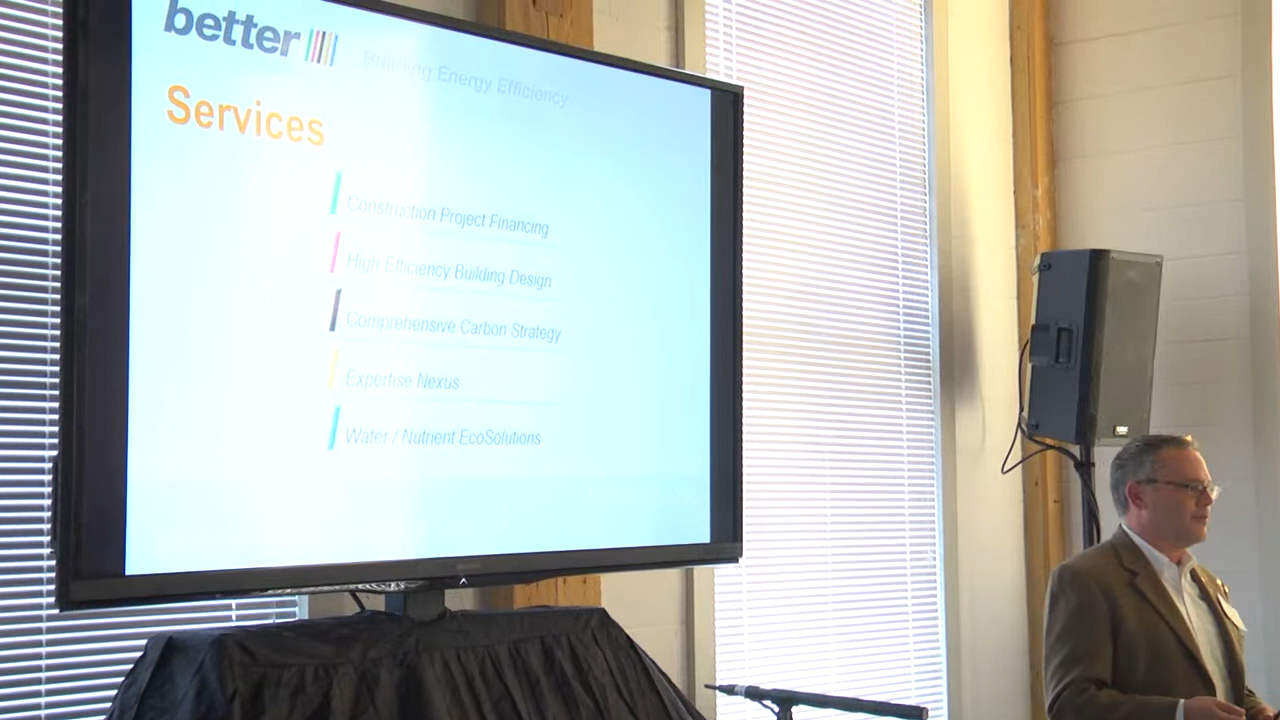 better
Building Energy Efficiency
Services
Construction Project Financing
High Efficiency Building Design
Comprehensive Carbon Strategy
Expertise Nexus
Water / Nutrient EcoSolutions